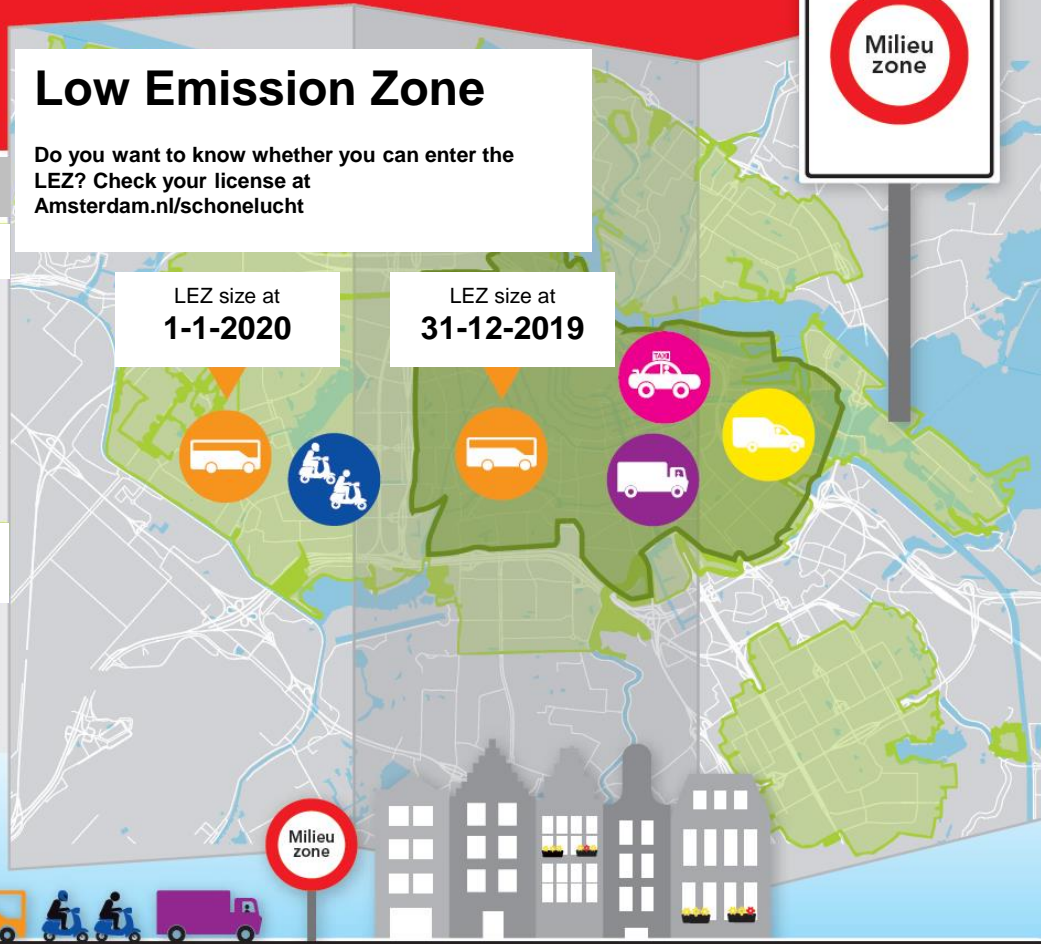 Milieu
zone
Low Emission Zone
Do you want to know whether you can enter the
LEZ? Check your license at
Amsterdam.nl/schonelucht
LEZ size at
1-1-2020
LEZ size at
31-12-2019
TAXI
Milieu
zone